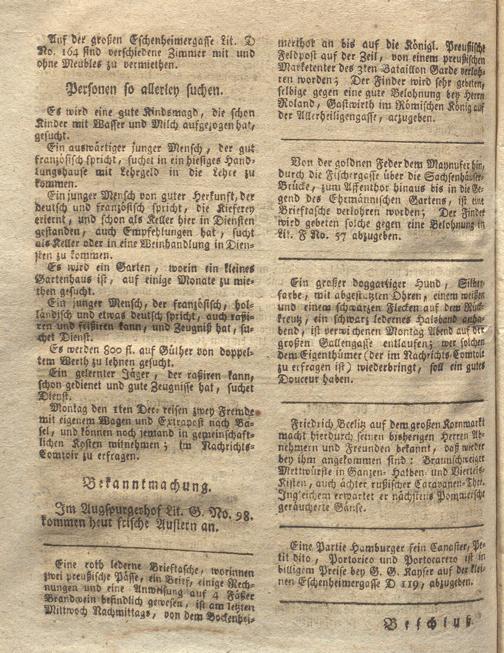 Auf der großen Eschenheimergasse Lit. D
No. 164 sind verschiedene Zimmer mit und
ohne Meubles zu vermiethen.
Personen so allerley suchen.
Es wird eine gute Kindsmagd, die schon
Kinder mit Wasser und Milch aufgezogen hat,
gesucht.
Ein auswärtiger junger Mensch, der gut
französisch spricht, suchet in ein hiesiges Hand-
lungshaus mit Lehrgeld in die Lehre zu
kommen.
Ein junger Mensch von guter Herkunft, der
deutsch und französisch spricht, die Kieferey
erlernt, und schon als Keller hier in Diensten
gestanden, auch Empfehlungen hat, sucht
als Keller oder in eine Weinhandlung in Dien-
sten zu kommen.
Es wird ein Garten, worin ein kleines
Gartenhaus ist, auf einige Monate zu mie-
then gesucht.
Ein junger Mensch, der französisch, hol-
ländisch und etwas deutsch spricht, auch rasi-
ren und frisiren kann, und Zeugniß hat, su-
chet Dienst.
Es werden 800 fl. auf Güther von doppel-
tem Werth zu lehnen gesucht.
Ein gelernter Jäger, der rasiren kann,
schon gedienet und gute Zeugnisse hat, suchet
Dienst.
Montag den 1ten Dec. reisen zwey Fremde
mit eigenem Wagen und Extrapost nach Ba-
sel, und können noch jemand in gemeinschaft-
lichen Kosten mitnehmen; im Nachrichts-
Comtoir zu erfragen.
Bekanntmachung.
Im Augspurgerhof Lit. G. No. 98.
kommen heut frische Austern an.
Eine roth lederne Brieftasche, worinnen
zwei preußische Pässe, ein Brief, einige Rech-
nungen und eine Anweisung auf 4 Fässer
Brandwein befindlich gewesen, ist am letzten
Mittwoch Nachmittags, von dem Bockenhei-
merthor an bis auf die Königl. Preußische
Feldpost auf der Zeil, von einem preußischen
Marketenter des 3ten Bataillon Garde verloh-
ren worden; Der Finder wird sehr gebeten,
selbige gegen eine gute Belohnung bey Herrn
Roland, Gastwirth im Römischen König auf
der Allerheiligengasse, abzugeben.
Von der goldnen Feder dem Maynufer hin,
durch die Fischergasse über die Sachsenhäuser-
Brücke, zum Affenthor hinaus bis in die Ge-
gend des Ehrmännischen Gartens, ist eine
Brieftasche verlohren worden; Der Finder
wird gebeten solche gegen eine Belohnung in
Lit. F No. 57 abzugeben.
Ein großer doggartiger Hund, Silber-
farbe, mit abgestutzten Ohren, einem weißen
und einem schwarzen Flecken auf dem Rück-
kreutz, ein schwarz ledernes Halsband anha-
bend, ist verwichenen Montag Abend auf der
großen Gallengasse entlaufen; wer solchen
dem Eigenthümer (der im Nachrichts-Comtoir
zu erfragen ist) wiederbringt, soll ein gutes
Douceur haben.
Friedrich Belitz auf dem großen Kornmarkt
macht hierdurch seinen bisherigen Herren Ab-
nehmern und Freunden bekannt, daß wieder
bey ihm angekommen sind: Braunschweiger
Mettwürste in Ganzen- Halben- und Viertels-
Kisten, auch ächter rußischer Caravanen-Thee.
Ingleichem erwartet er nächstens Pommersche
geräucherte Gänse.
Eine Partie Hamburger fein Canaster, Pe-
tit dito, Portorico und Portocarero ist in
billigem Preise bey G. G. Kayser auf der klei-
nen Eschenheimergasse D 119, abzugeben.
Beschluß